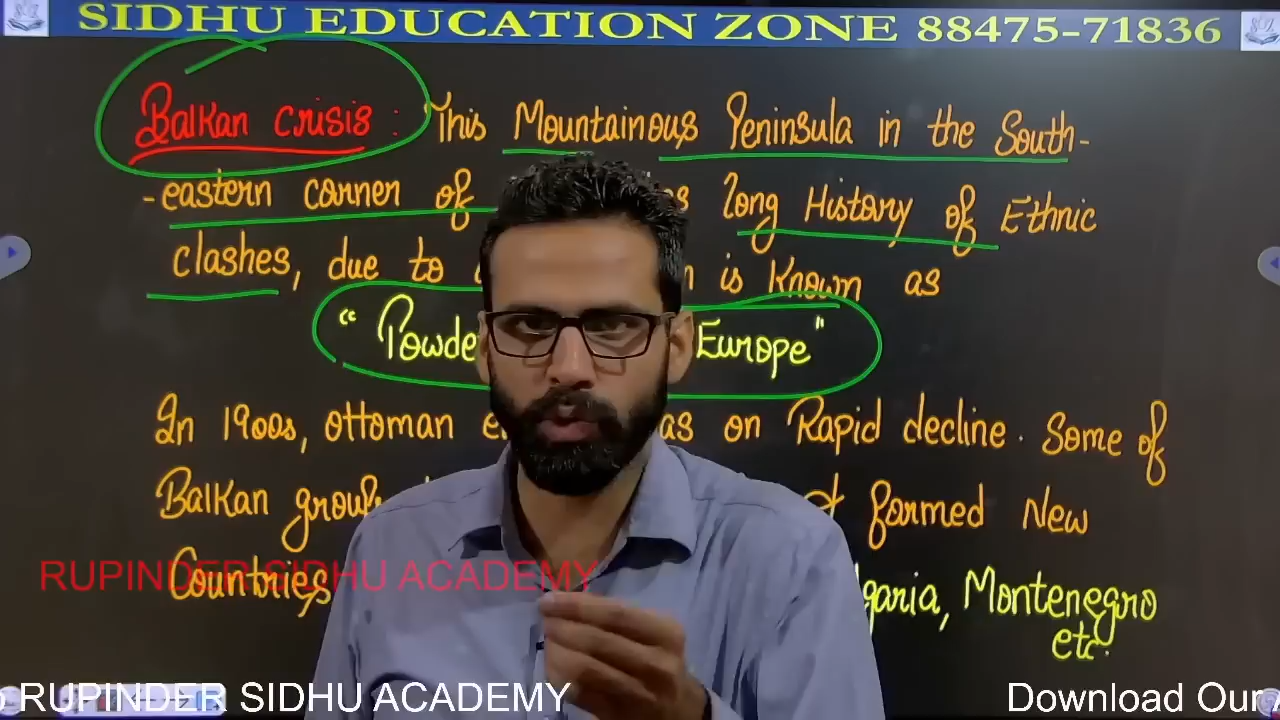 SIDHU EDUCATION ZONE 88475-71836
Balkan crisis : This Mountainous Peninsula in the South-
-eastern corner of long History of Ethnic
clashes, due to is Known as
"Powde Europe"
In 1900s, ottoman as on Rapid decline. Some of
Balkan formed New
RUPINDER SIDHU ACADEMY
Countries garia, Montenegro
etc.
RUPINDER SIDHU ACADEMY Download Our